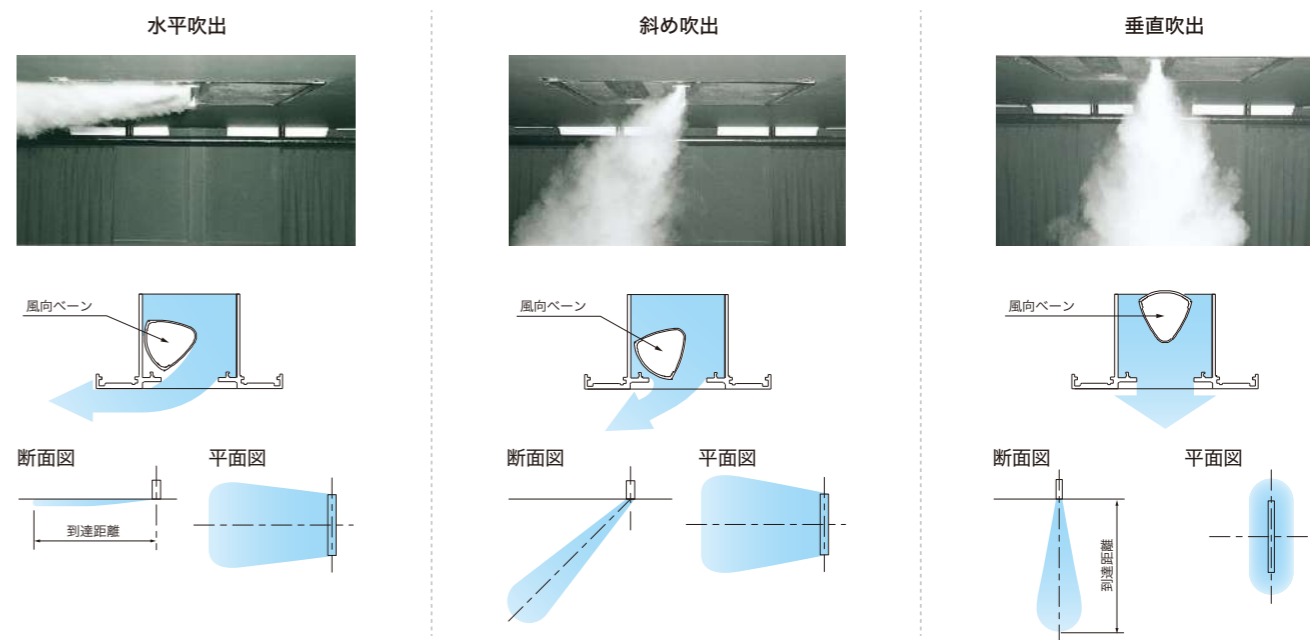 水平吹出
斜め吹出
垂直吹出
風向ベーン
風向ベーン
風向ベーン
断面図
平面図
断面図
平面図
断面図
平面図
到達距離
到達距離